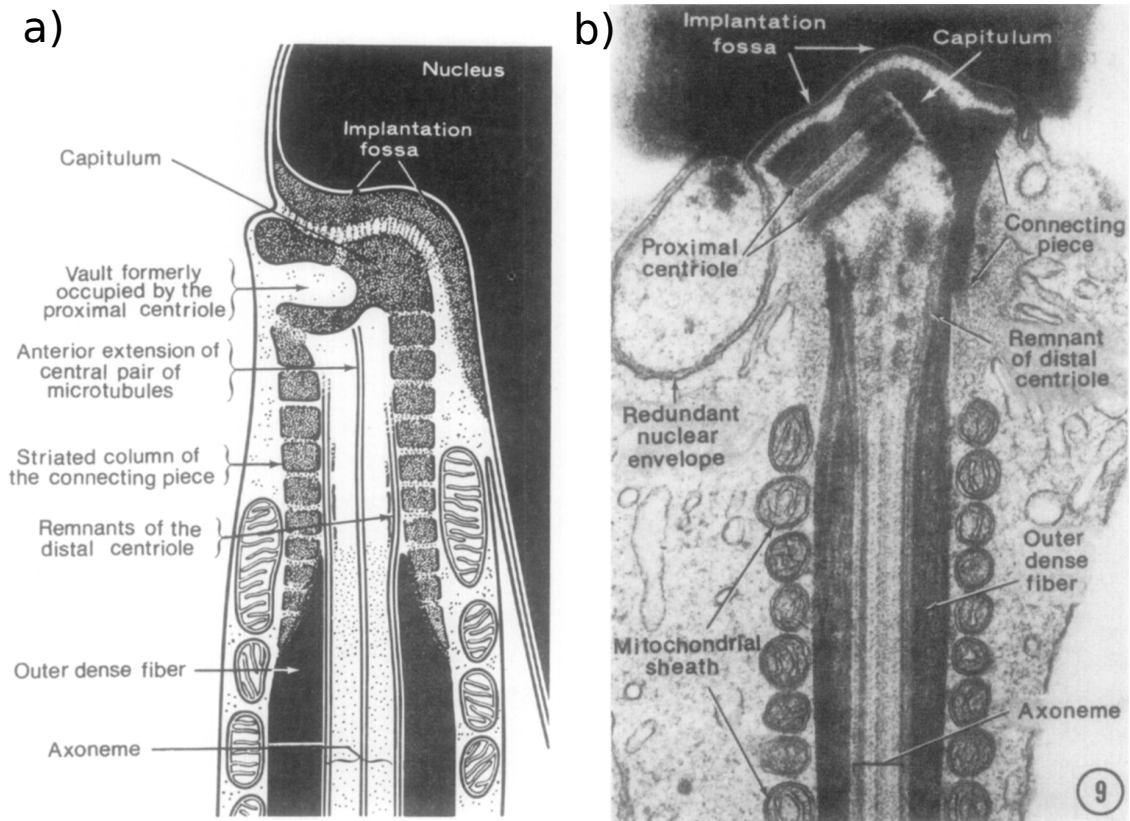 a)
Nucleus
Implantation
fossa
Capitulum
Vault formerly
occupied by the
proximal centriole
Anterior extension of
central pair of
microtubules
Striated column of
the connecting piece
Remnants of the
distal centriole
Outer dense fiber
Axoneme
b)
Implantation
fossa
Capitulum
Proximal
centriole
Connecting
piece
Remnant
of distal
centriole
Redundant
nuclear
envelope
Outer
dense
fiber
Mitochondrial
sheath
Axoneme
9